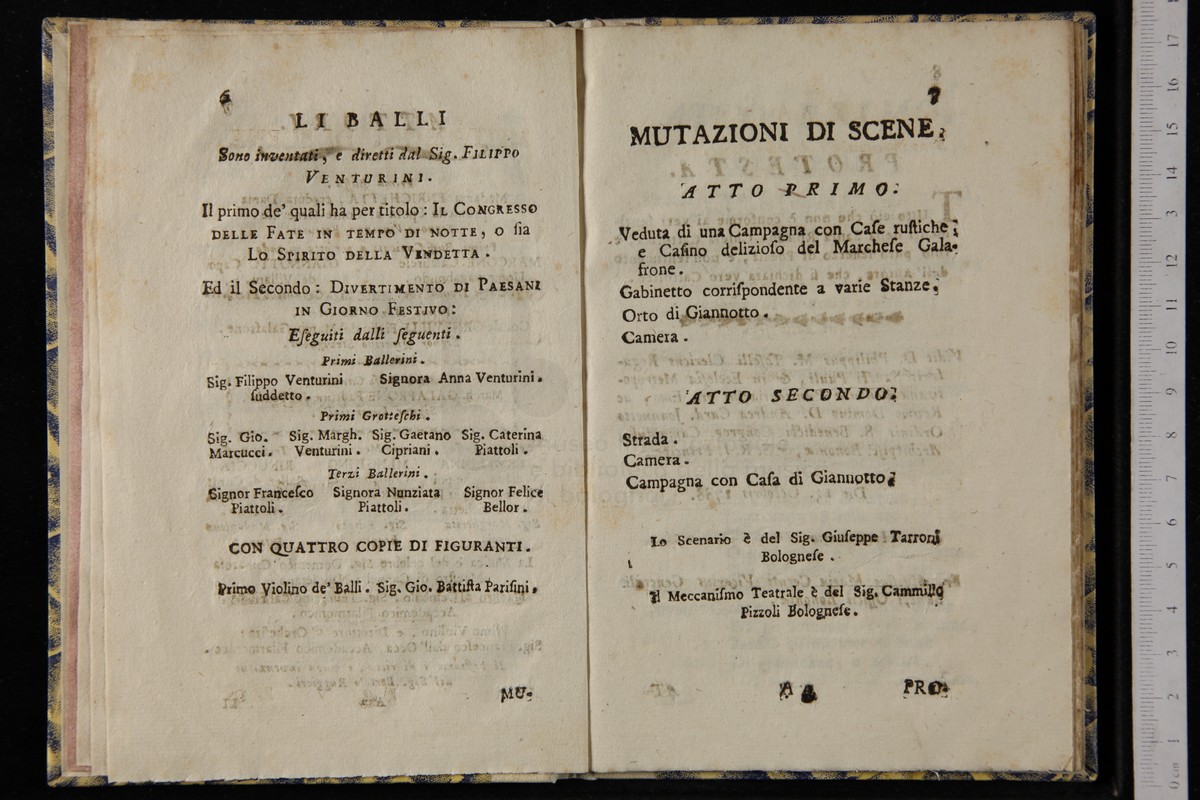 6
LI BALLI
Sono inventati, e diretti dal Sig. FILIPPO
VENTURINI.
Il primo de' quali ha per titolo : IL CONGRESSO
DELLE FATE IN TEMPO DI NOTTE, o ſia
LO SPIRITO DELLA VENDETTA.
Ed il Secondo : DIVERTIMENTO DI PAESANI
IN GIORNO FESTIVO:
Eſeguiti dalli ſeguenti.
Primi Ballerini.
Sig. Filippo Venturini Signora Anna Venturini.
ſuddetto.
Primi Grotteſchi.
Sig. Gio. Sig. Margh. Sig. Gaetano Sig. Caterina
Marcucci. Venturini. Cipriani. Piattoli.
Terzi Ballerini.
Signor Franceſco Signora Nunziata Signor Felice
Piattoli. Piattoli. Bellor.
CON QUATTRO COPIE DI FIGURANTI.
Primo Violino de' Balli. Sig. Gio. Battiſta Pariſini.
MU-
7
MUTAZIONI DI SCENE.
ATTO PRIMO.
Veduta di una Campagna con Caſe ruſtiche;
e Caſino delizioſo del Marcheſe Gala-
frone.
Gabinetto corriſpondente a varie Stanze.
Orto di Giannotto.
Camera.
ATTO SECONDO.
Strada.
Camera.
Campagna con Caſa di Giannotto.
Lo Scenario è del Sig. Giuſeppe Tarroni
Bologneſe.
Il Meccaniſmo Teatrale è del Sig. Cammillo
Pizzoli Bologneſe.
A 4
PRO-